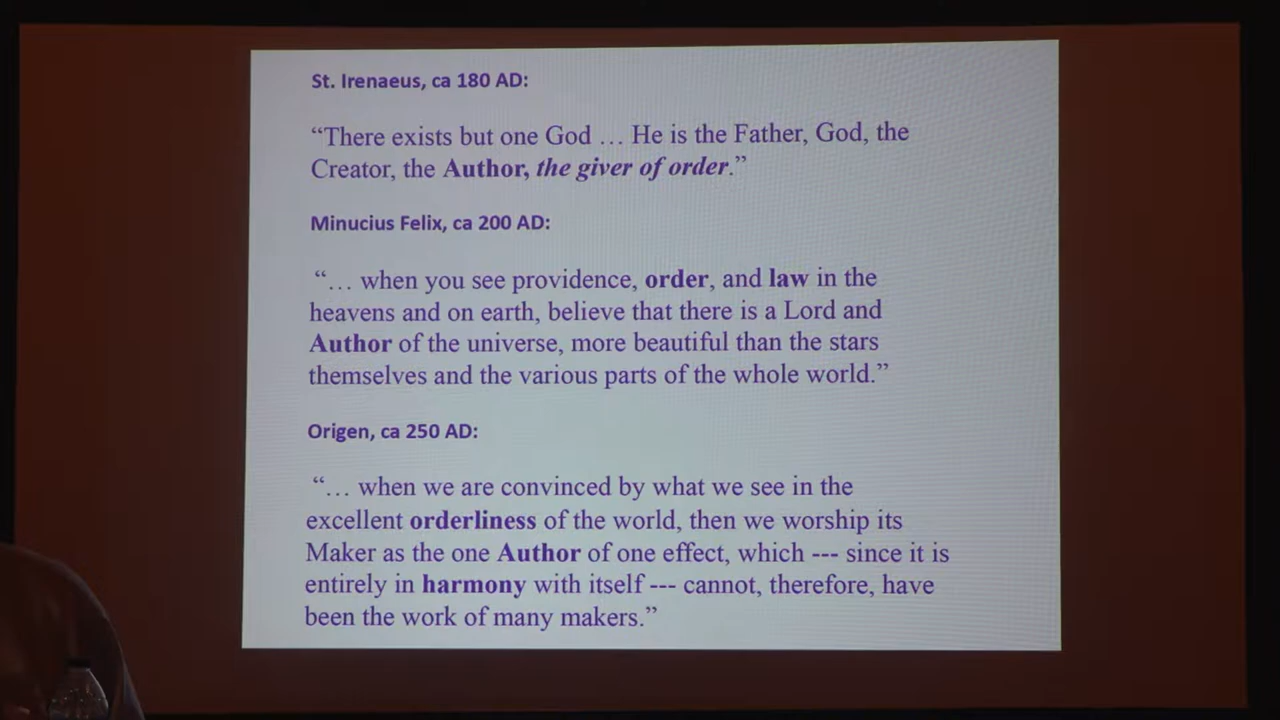 St. Irenaeus, ca 180 AD:
“There exists but one God … He is the Father, God, the
Creator, the Author, the giver of order.”
Minucius Felix, ca 200 AD:
“… when you see providence, order, and law in the
heavens and on earth, believe that there is a Lord and
Author of the universe, more beautiful than the stars
themselves and the various parts of the whole world.”
Origen, ca 250 AD:
“… when we are convinced by what we see in the
excellent orderliness of the world, then we worship its
Maker as the one Author of one effect, which --- since it is
entirely in harmony with itself --- cannot, therefore, have
been the work of many makers.”